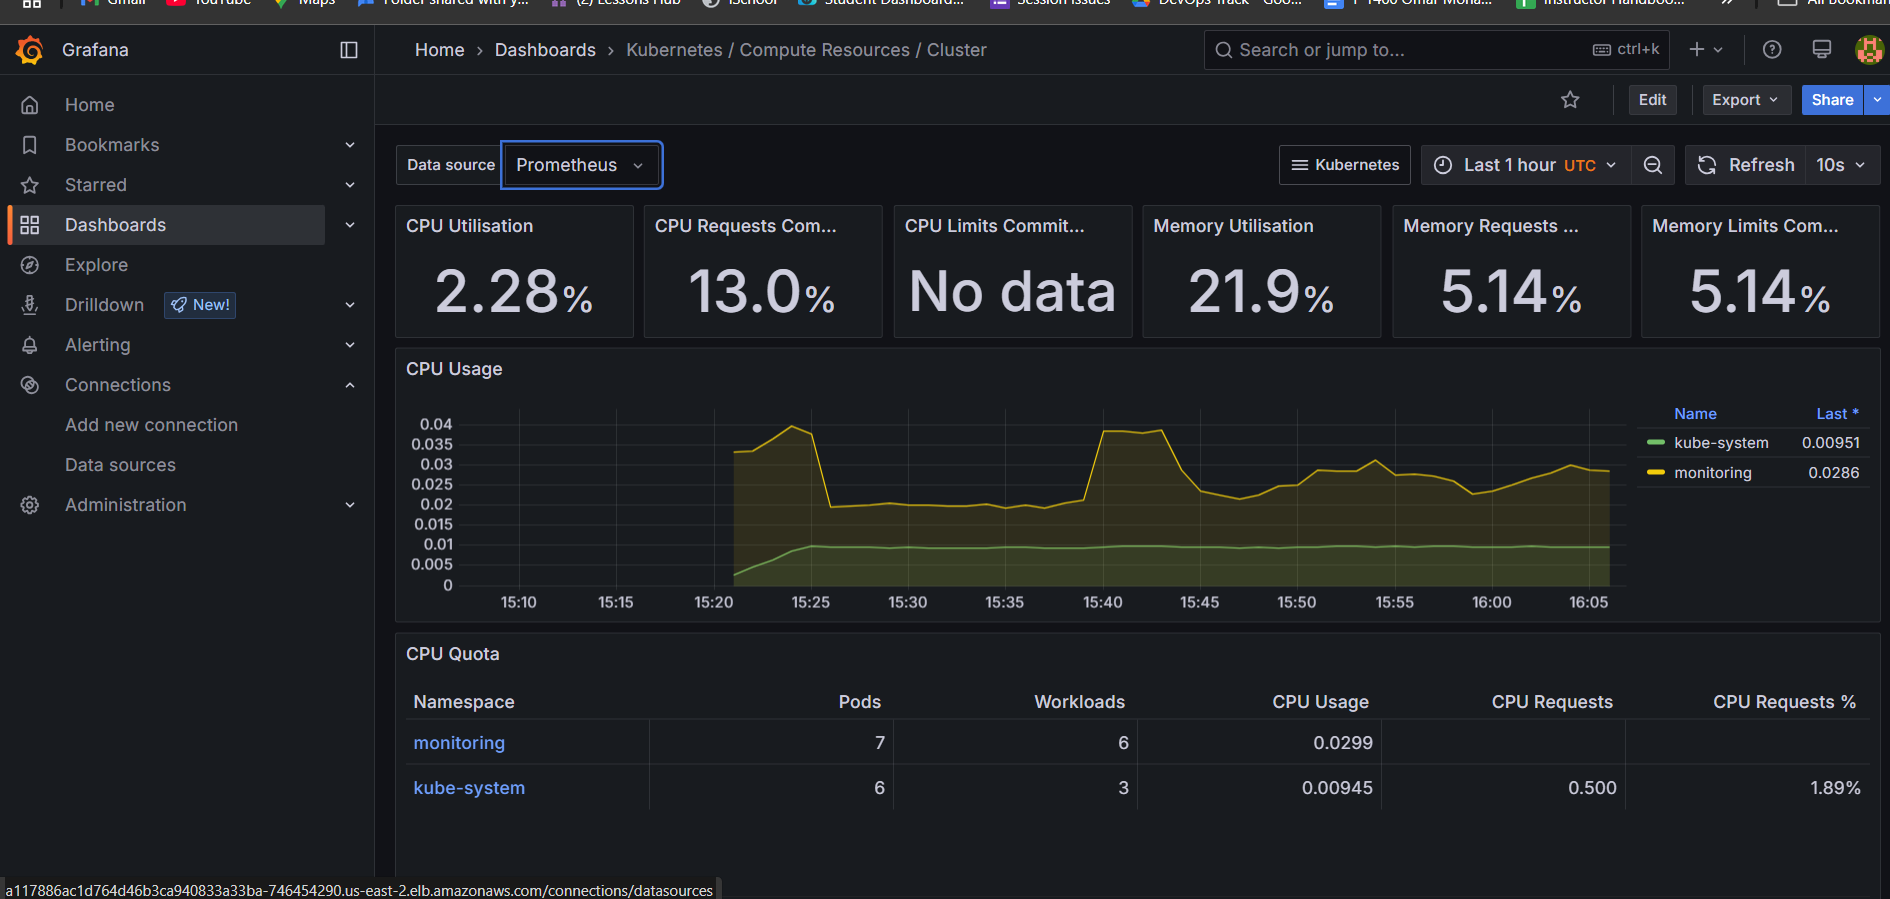 Gmail YouTube Maps Folder shared with y... (2) Lessons Hub iSchool Student Dashboard... Session Issues DevOps Track - Goo... Instructor Handboo... All Bookmar
Grafana
Home › Dashboards › Kubernetes / Compute Resources / Cluster
Search or jump to... ctrl+k
Edit Export Share
Home
Bookmarks
Starred
Dashboards
Explore
Drilldown New!
Alerting
Connections
Add new connection
Data sources
Administration
Data source Prometheus
Kubernetes Last 1 hour UTC Refresh 10s
CPU Utilisation
2.28%
CPU Requests Com...
13.0%
CPU Limits Commit...
No data
Memory Utilisation
21.9%
Memory Requests ...
5.14%
Memory Limits Com...
5.14%
CPU Usage
0.04
0.035
0.03
0.025
0.02
0.015
0.01
0.005
0
15:10 15:15 15:20 15:25 15:30 15:35 15:40 15:45 15:50 15:55 16:00 16:05
Name Last *
kube-system 0.00951
monitoring 0.0286
CPU Quota
Namespace Pods Workloads CPU Usage CPU Requests CPU Requests %
monitoring 7 6 0.0299
kube-system 6 3 0.00945 0.500 1.89%
a117886ac1d764d46b3ca940833a33ba-746454290.us-east-2.elb.amazonaws.com/connections/datasources